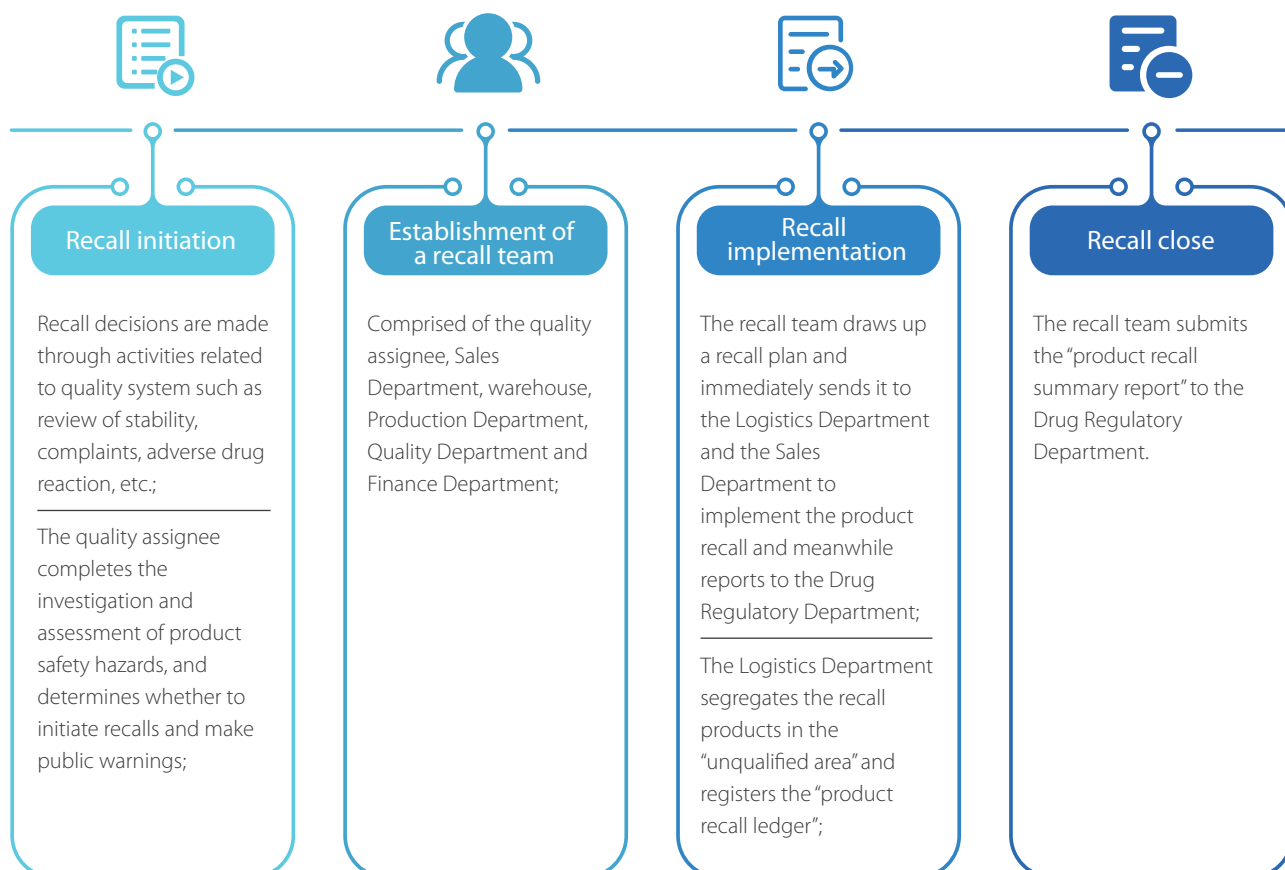 Recall initiation
Recall decisions are made
through activities related
to quality system such as
review of stability,
complaints, adverse drug
reaction, etc.;
The quality assignee
completes the
investigation and
assessment of product
safety hazards, and
determines whether to
initiate recalls and make
public warnings;
Establishment of
a recall team
Comprised of the quality
assignee, Sales
Department, warehouse,
Production Department,
Quality Department and
Finance Department;
Recall
implementation
The recall team draws up
a recall plan and
immediately sends it to
the Logistics Department
and the Sales
Department to
implement the product
recall and meanwhile
reports to the Drug
Regulatory Department;
The Logistics Department
segregates the recall
products in the
“unqualified area” and
registers the “product
recall ledger”;
Recall close
The recall team submits
the “product recall
summary report” to the
Drug Regulatory
Department.